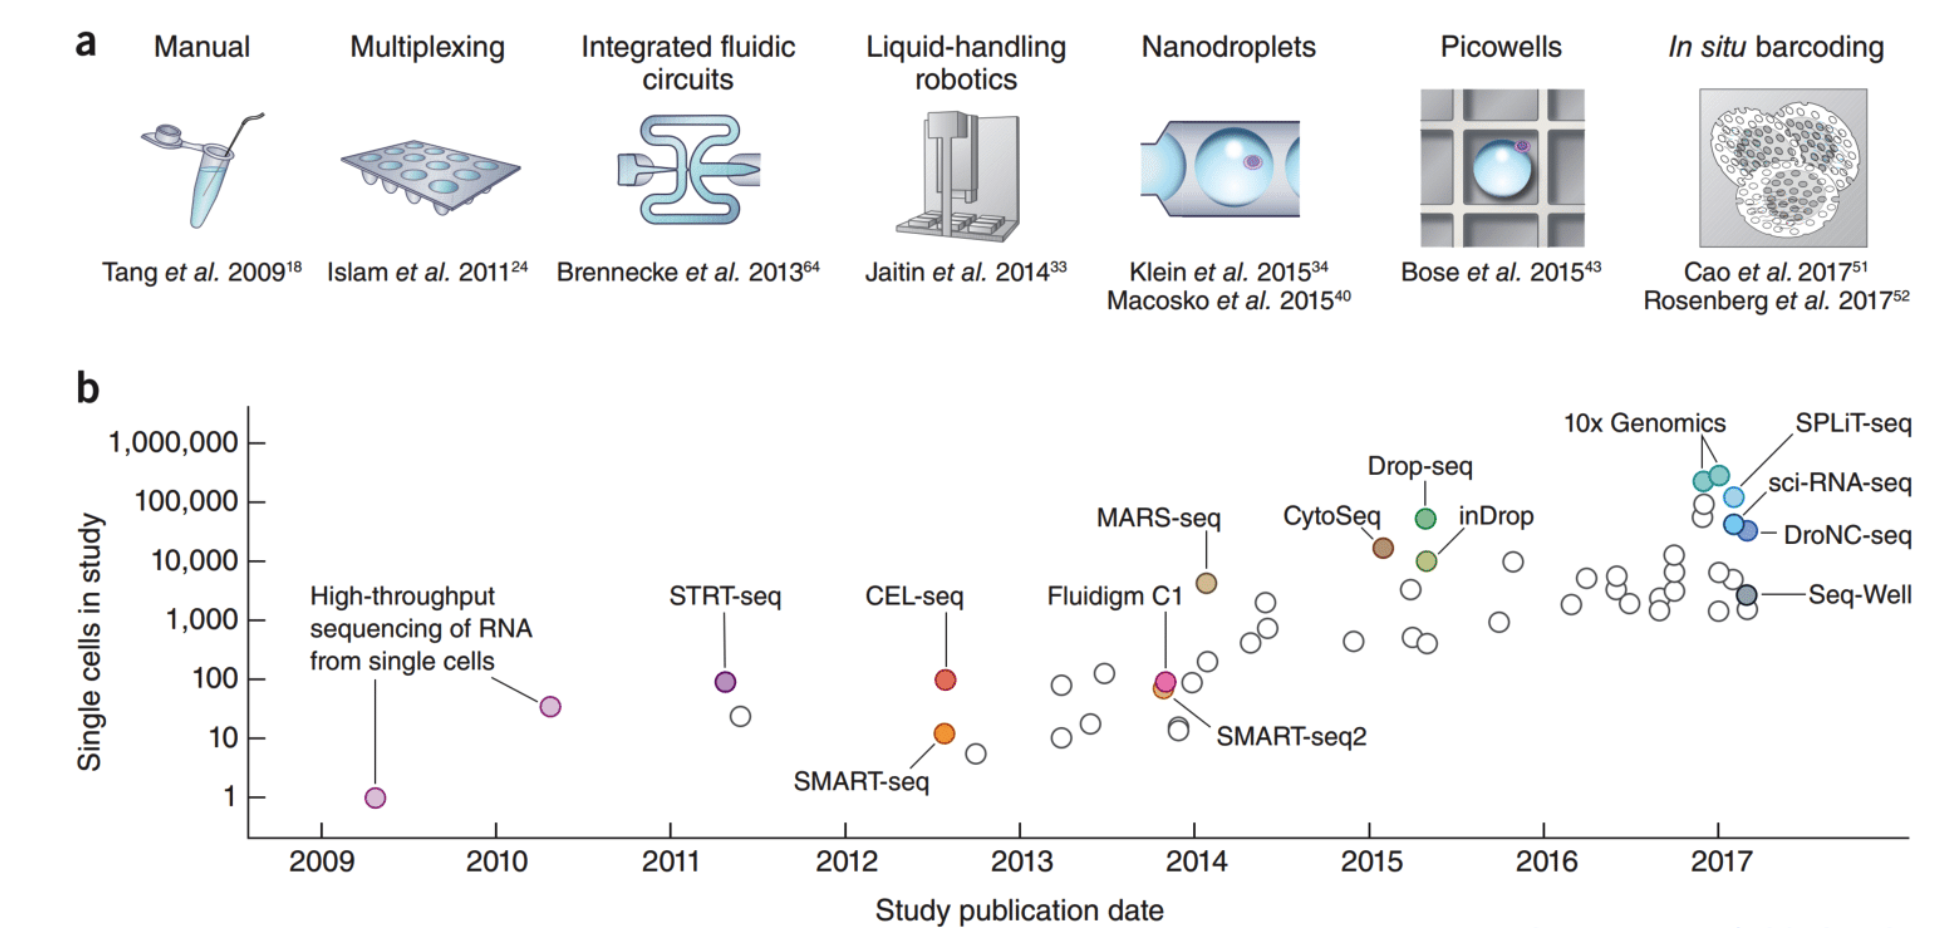 a
Manual
Multiplexing
Integrated fluidic
circuits
Liquid-handling
robotics
Nanodroplets
Picowells
In situ barcoding
Tang et al. 2009¹⁸
Islam et al. 2011²⁴
Brennecke et al. 2013⁶⁴
Jaitin et al. 2014³³
Klein et al. 2015³⁴
Macosko et al. 2015⁴⁰
Bose et al. 2015⁴³
Cao et al. 2017⁵¹
Rosenberg et al. 2017⁵²
b
Single cells in study
1,000,000
100,000
10,000
1,000
100
10
1
High-throughput
sequencing of RNA
from single cells
STRT-seq
CEL-seq
SMART-seq
Fluidigm C1
SMART-seq2
MARS-seq
CytoSeq
Drop-seq
inDrop
10x Genomics
SPLiT-seq
sci-RNA-seq
DroNC-seq
Seq-Well
2009
2010
2011
2012
2013
2014
2015
2016
2017
Study publication date